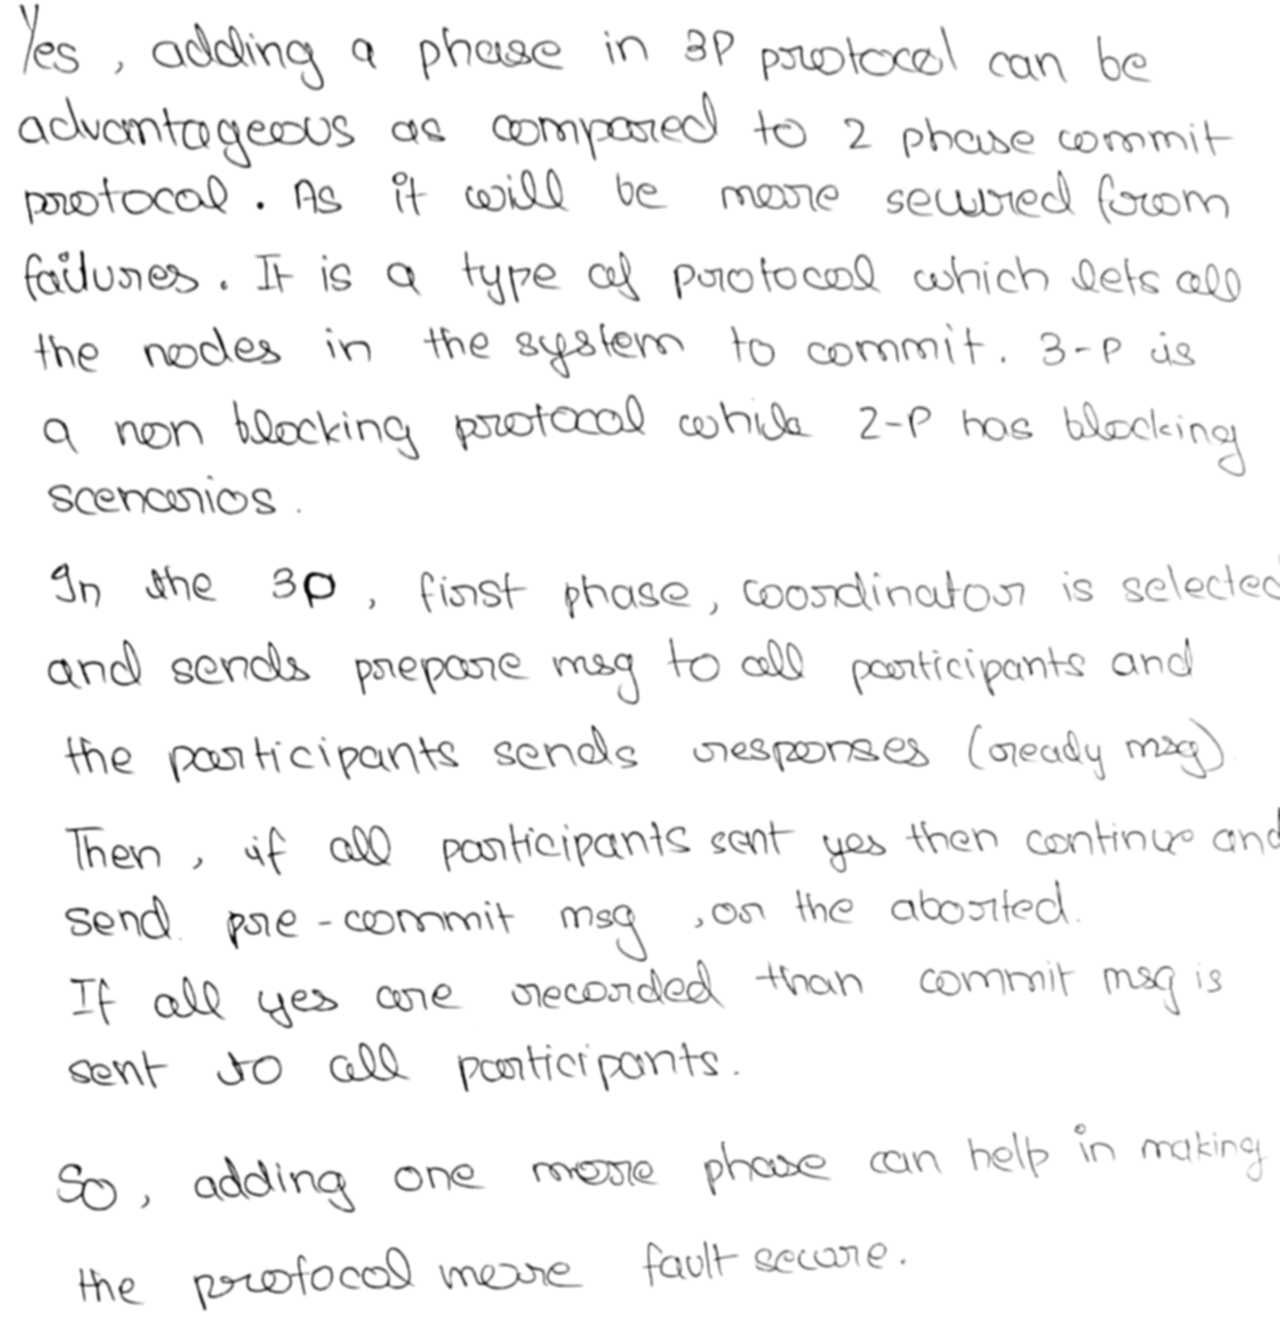 Yes, adding a phase in 3P protocol can be
advantageous as compared to 2 phase commit
protocal. As it will be more secured from
failures. It is a type of protocol which lets all
the nodes in the system to commit. 3-P is
a non blocking protocal while 2-P has blocking
scenarios.
In the 3p, first phase, coordinator is selected
and sends prepare msg to all participants and
the participants sends responses (ready msg)
Then, if all participants sent yes then continue and
send pre-commit msg, or the aborted.
If all yes are recorded than commit msg is
sent to all participants.
So, adding one more phase can help in making
the protocol more fault secure.